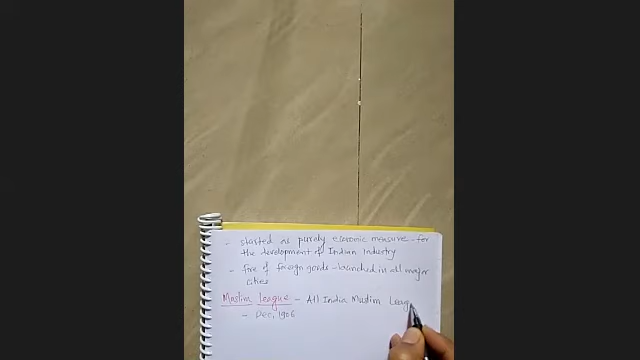 - started as purely economic measure for
the development of Indian Industry
- fire of foreign goods - launched in all major
cities
Muslim league - All India Muslim Leag
- Dec, 1906